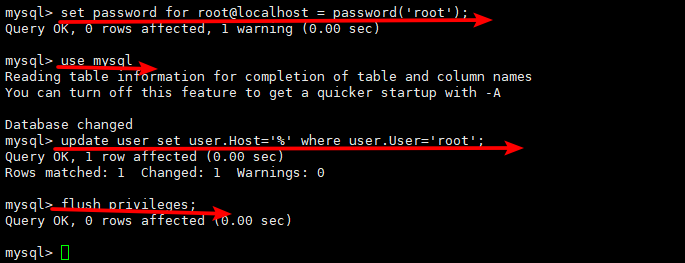 mysql> set password for root@localhost = password('root');
Query OK, 0 rows affected, 1 warning (0.00 sec)
mysql> use mysql
Reading table information for completion of table and column names
You can turn off this feature to get a quicker startup with -A
Database changed
mysql> update user set user.Host='%' where user.User='root';
Query OK, 1 row affected (0.00 sec)
Rows matched: 1  Changed: 1  Warnings: 0
mysql> flush privileges;
Query OK, 0 rows affected (0.00 sec)
mysql>